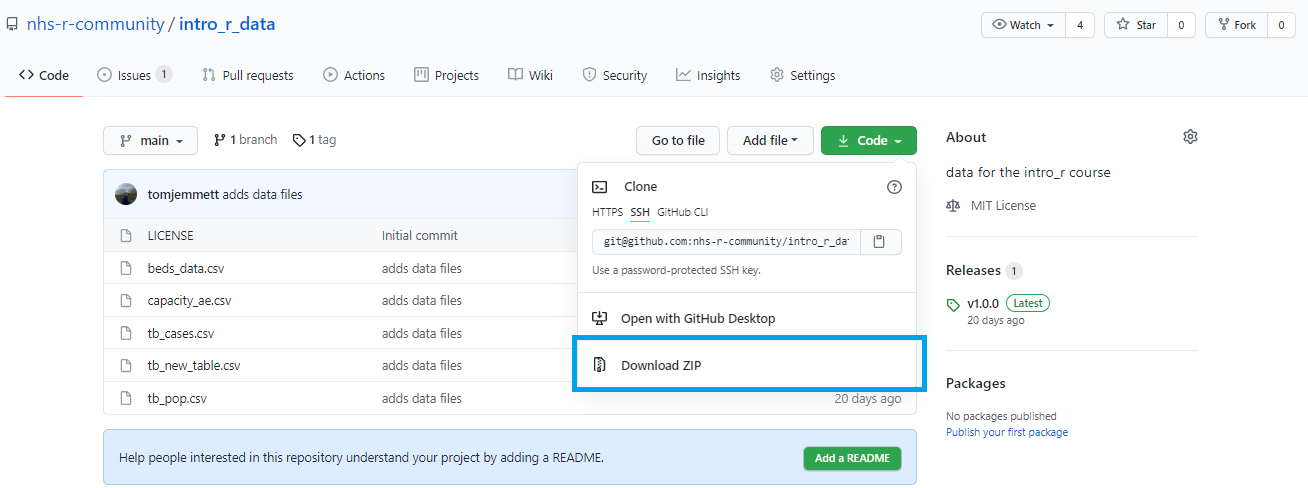 nhs-r-community / intro_r_data
Watch 4 Star 0 Fork 0
Code Issues 1 Pull requests Actions Projects Wiki Security Insights Settings
main 1 branch 1 tag Go to file Add file Code
tomjemmett adds data files
LICENSE Initial commit
beds_data.csv adds data files
capacity_ae.csv adds data files
tb_cases.csv adds data files
tb_new_table.csv adds data files
tb_pop.csv adds data files 20 days ago
Clone
HTTPS SSH GitHub CLI
git@github.com:nhs-r-community/intro_r_da
Use a password-protected SSH key.
Open with GitHub Desktop
Download ZIP
Help people interested in this repository understand your project by adding a README. Add a README
About
data for the intro_r course
MIT License
Releases 1
v1.0.0 Latest
20 days ago
Packages
No packages published
Publish your first package